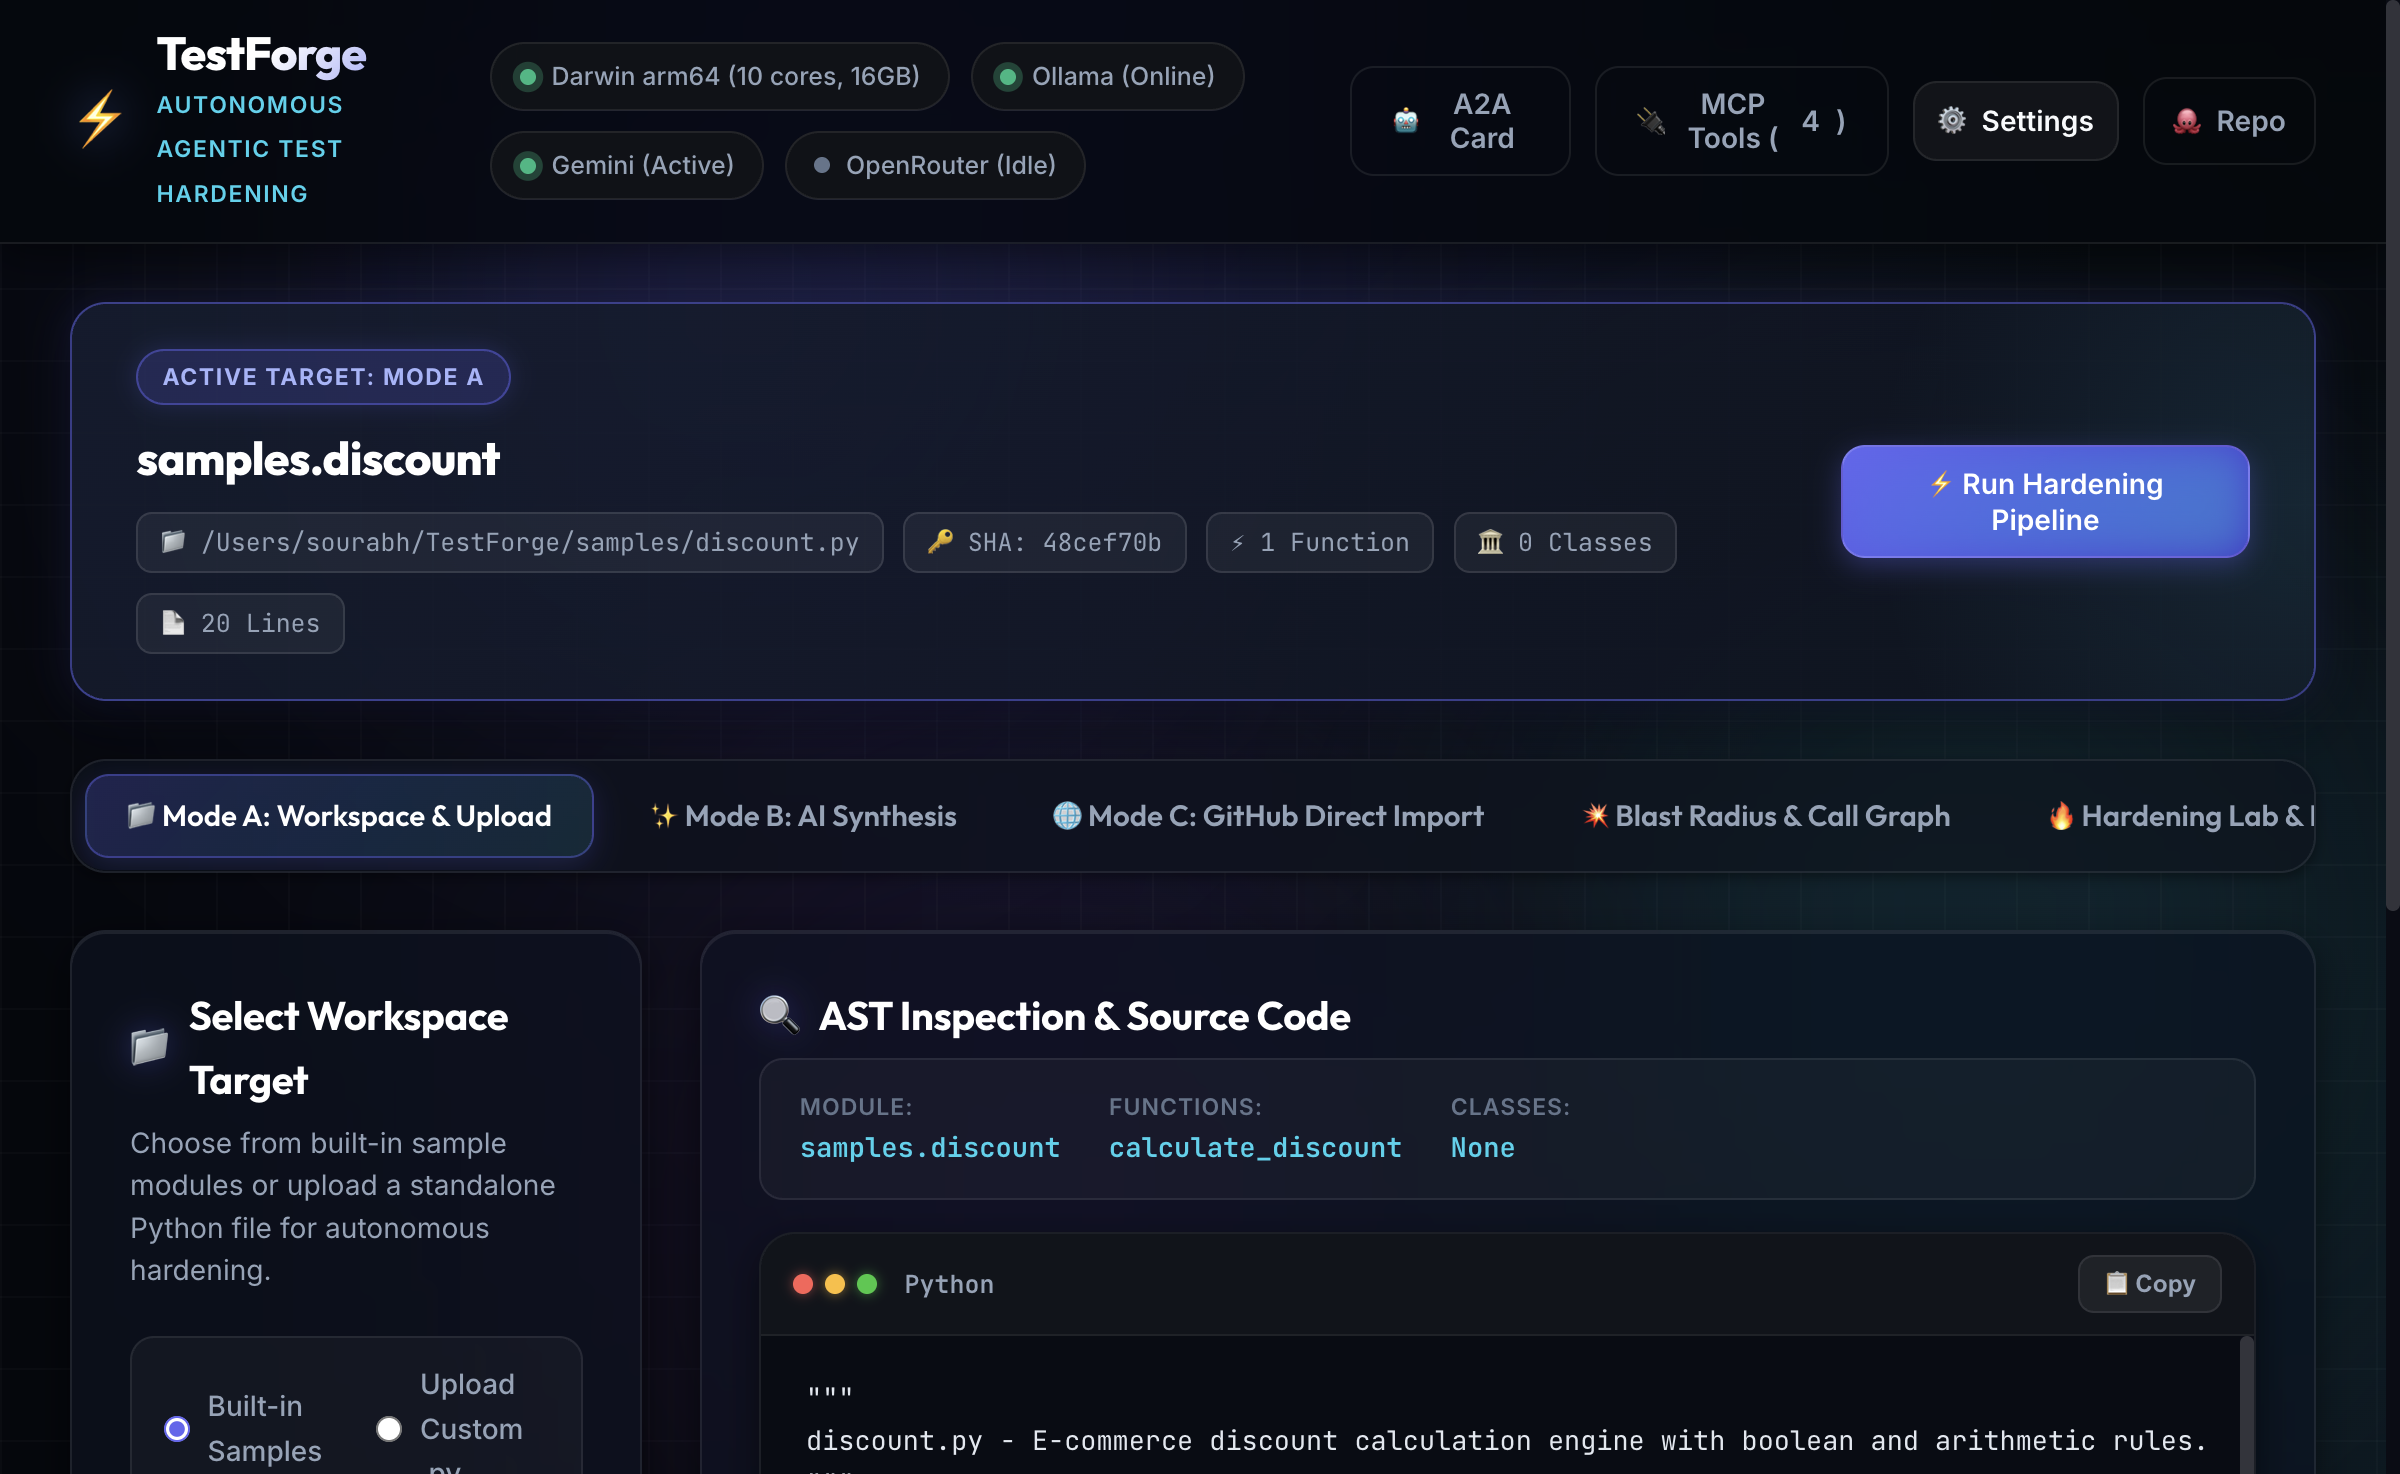 TestForge
AUTONOMOUS
AGENTIC TEST
HARDENING
Darwin arm64 (10 cores, 16GB)
Ollama (Online)
Gemini (Active)
OpenRouter (Idle)
A2A
Card
MCP
Tools ( 4 )
Settings
Repo
ACTIVE TARGET: MODE A
samples.discount
/Users/sourabh/TestForge/samples/discount.py
SHA: 48cef70b
1 Function
0 Classes
20 Lines
Run Hardening
Pipeline
Mode A: Workspace & Upload
Mode B: AI Synthesis
Mode C: GitHub Direct Import
Blast Radius & Call Graph
Hardening Lab &
Select Workspace
Target
Choose from built-in sample
modules or upload a standalone
Python file for autonomous
hardening.
Built-in
Samples
Upload
Custom
.py
AST Inspection & Source Code
MODULE:
samples.discount
FUNCTIONS:
calculate_discount
CLASSES:
None
Python
Copy
"""
discount.py - E-commerce discount calculation engine with boolean and arithmetic rules.
"""